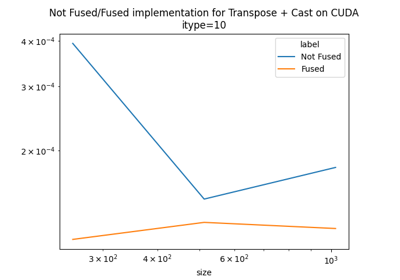 Not Fused/Fused implementation for Transpose + Cast on CUDA
itype=10
label
Not Fused
Fused
4 × 10⁻⁴
3 × 10⁻⁴
2 × 10⁻⁴
3 × 10² 4 × 10² 6 × 10² 10³
size